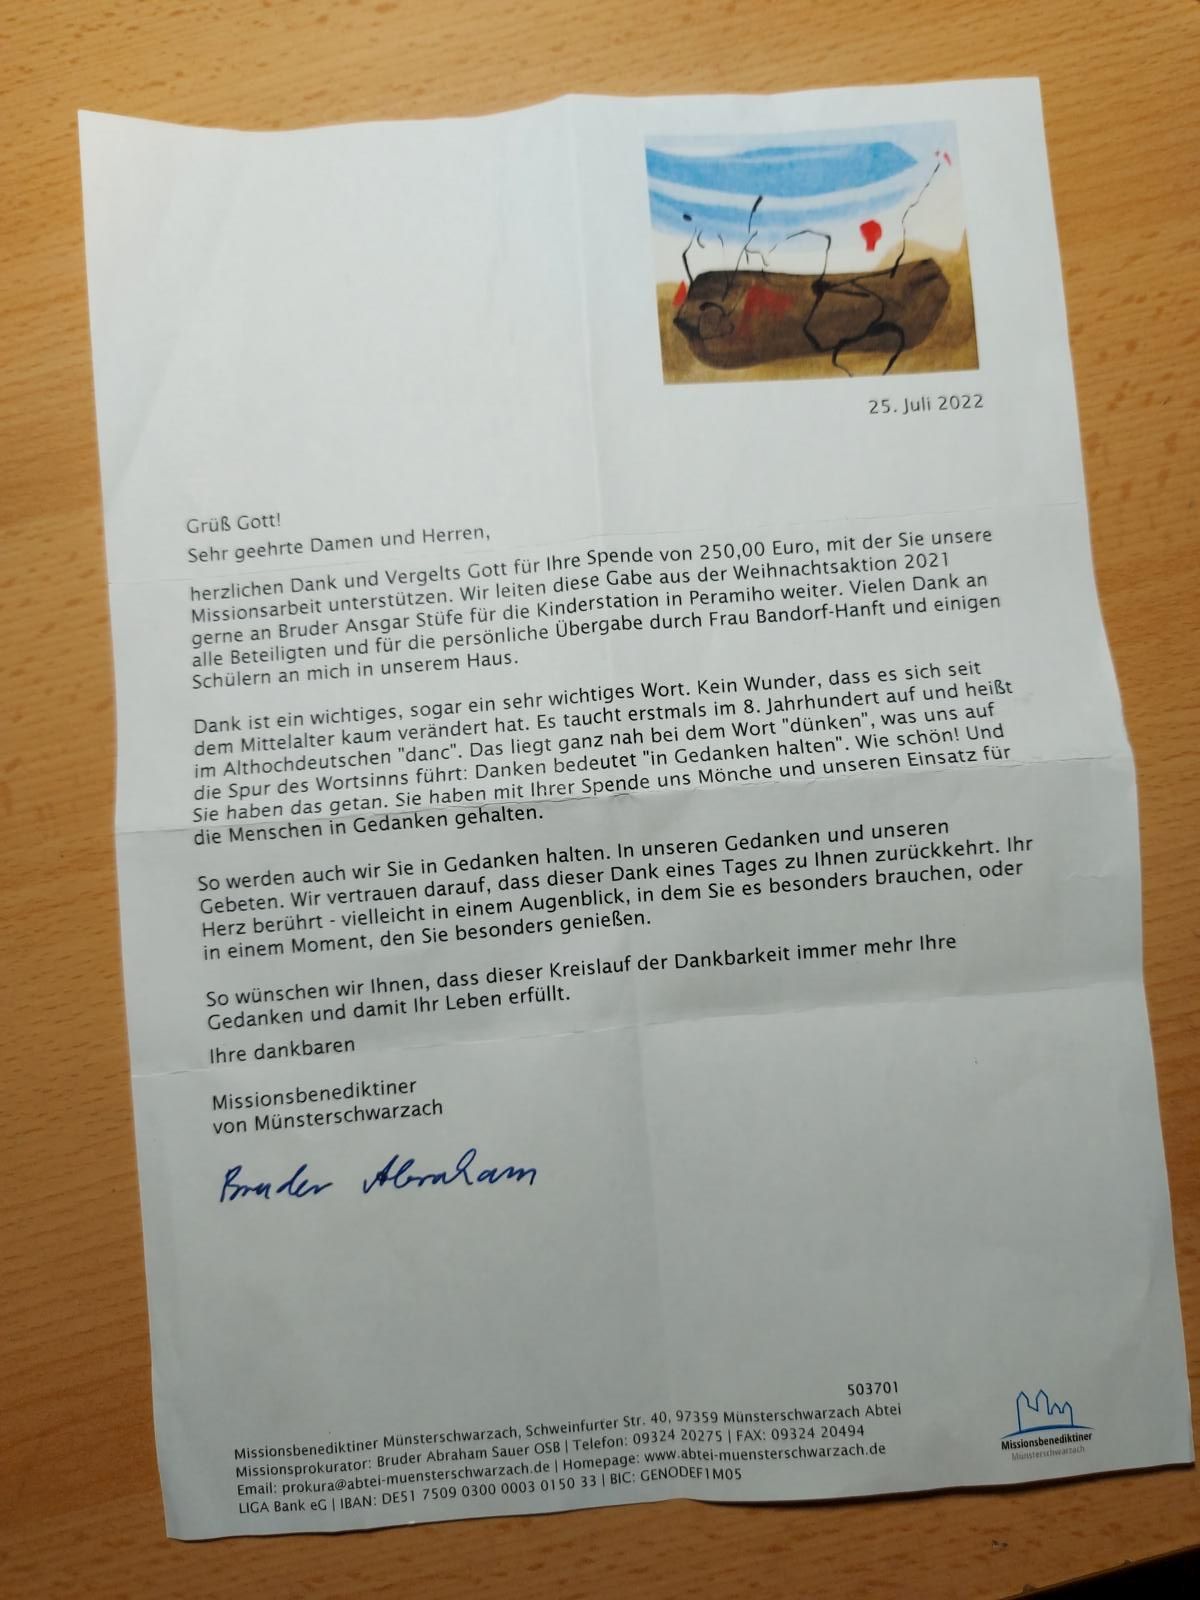 25. Juli 2022
Grüß Gott!
Sehr geehrte Damen und Herren,
herzlichen Dank und Vergelts Gott für Ihre Spende von 250,00 Euro, mit der Sie unsere
Missionsarbeit unterstützen. Wir leiten diese Gabe aus der Weihnachtsaktion 2021
gerne an Bruder Ansgar Stüfe für die Kinderstation in Peramiho weiter. Vielen Dank an
alle Beteiligten und für die persönliche Übergabe durch Frau Bandorf-Hanft und einigen
Schülern an mich in unserem Haus.
Dank ist ein wichtiges, sogar ein sehr wichtiges Wort. Kein Wunder, dass es sich seit
dem Mittelalter kaum verändert hat. Es taucht erstmals im 8. Jahrhundert auf und heißt
im Althochdeutschen "danc". Das liegt ganz nah bei dem Wort "dünken", was uns auf
die Spur des Wortsinns führt: Danken bedeutet "in Gedanken halten". Wie schön! Und
Sie haben das getan. Sie haben mit Ihrer Spende uns Mönche und unseren Einsatz für
die Menschen in Gedanken gehalten.
So werden auch wir Sie in Gedanken halten. In unseren Gedanken und unseren
Gebeten. Wir vertrauen darauf, dass dieser Dank eines Tages zu Ihnen zurückkehrt. Ihr
Herz berührt - vielleicht in einem Augenblick, in dem Sie es besonders brauchen, oder
in einem Moment, den Sie besonders genießen.
So wünschen wir Ihnen, dass dieser Kreislauf der Dankbarkeit immer mehr Ihre
Gedanken und damit Ihr Leben erfüllt.
Ihre dankbaren
Missionsbenediktiner
von Münsterschwarzach
Bruder Abraham
503701
Missionsbenediktiner Münsterschwarzach, Schweinfurter Str. 40, 97359 Münsterschwarzach Abtei
Missionsprokurator: Bruder Abraham Sauer OSB | Telefon: 09324 20275 | FAX: 09324 20494
Email: prokura@abtei-muensterschwarzach.de | Homepage: www.abtei-muensterschwarzach.de
LIGA Bank eG | IBAN: DE51 7509 0300 0003 0150 33 | BIC: GENODEF1M05
Missionsbenediktiner
Münsterschwarzach